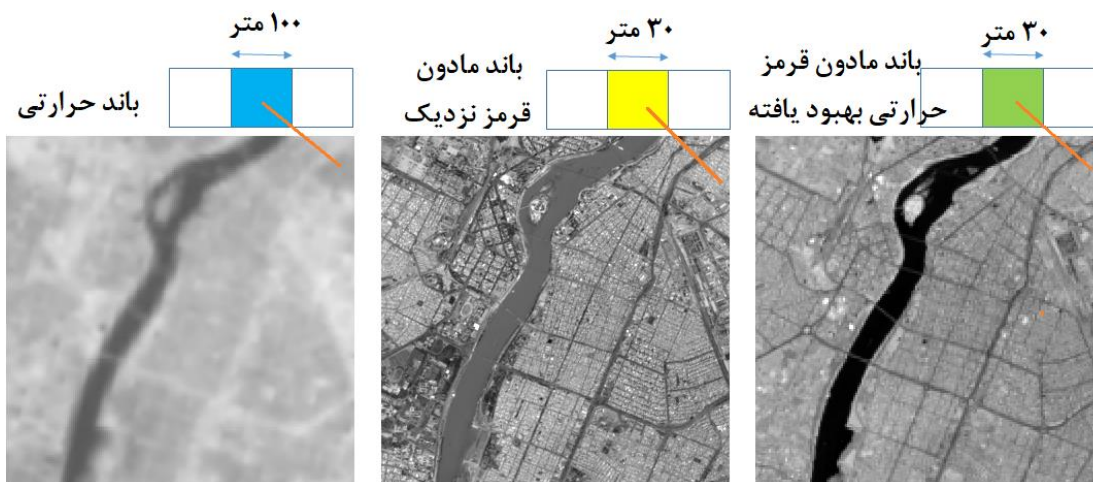 ۱۰۰ متر
باند حرارتی
۳۰ متر
باند مادون
قرمز نزدیک
۳۰ متر
باند مادون قرمز
حرارتی بهبود یافته